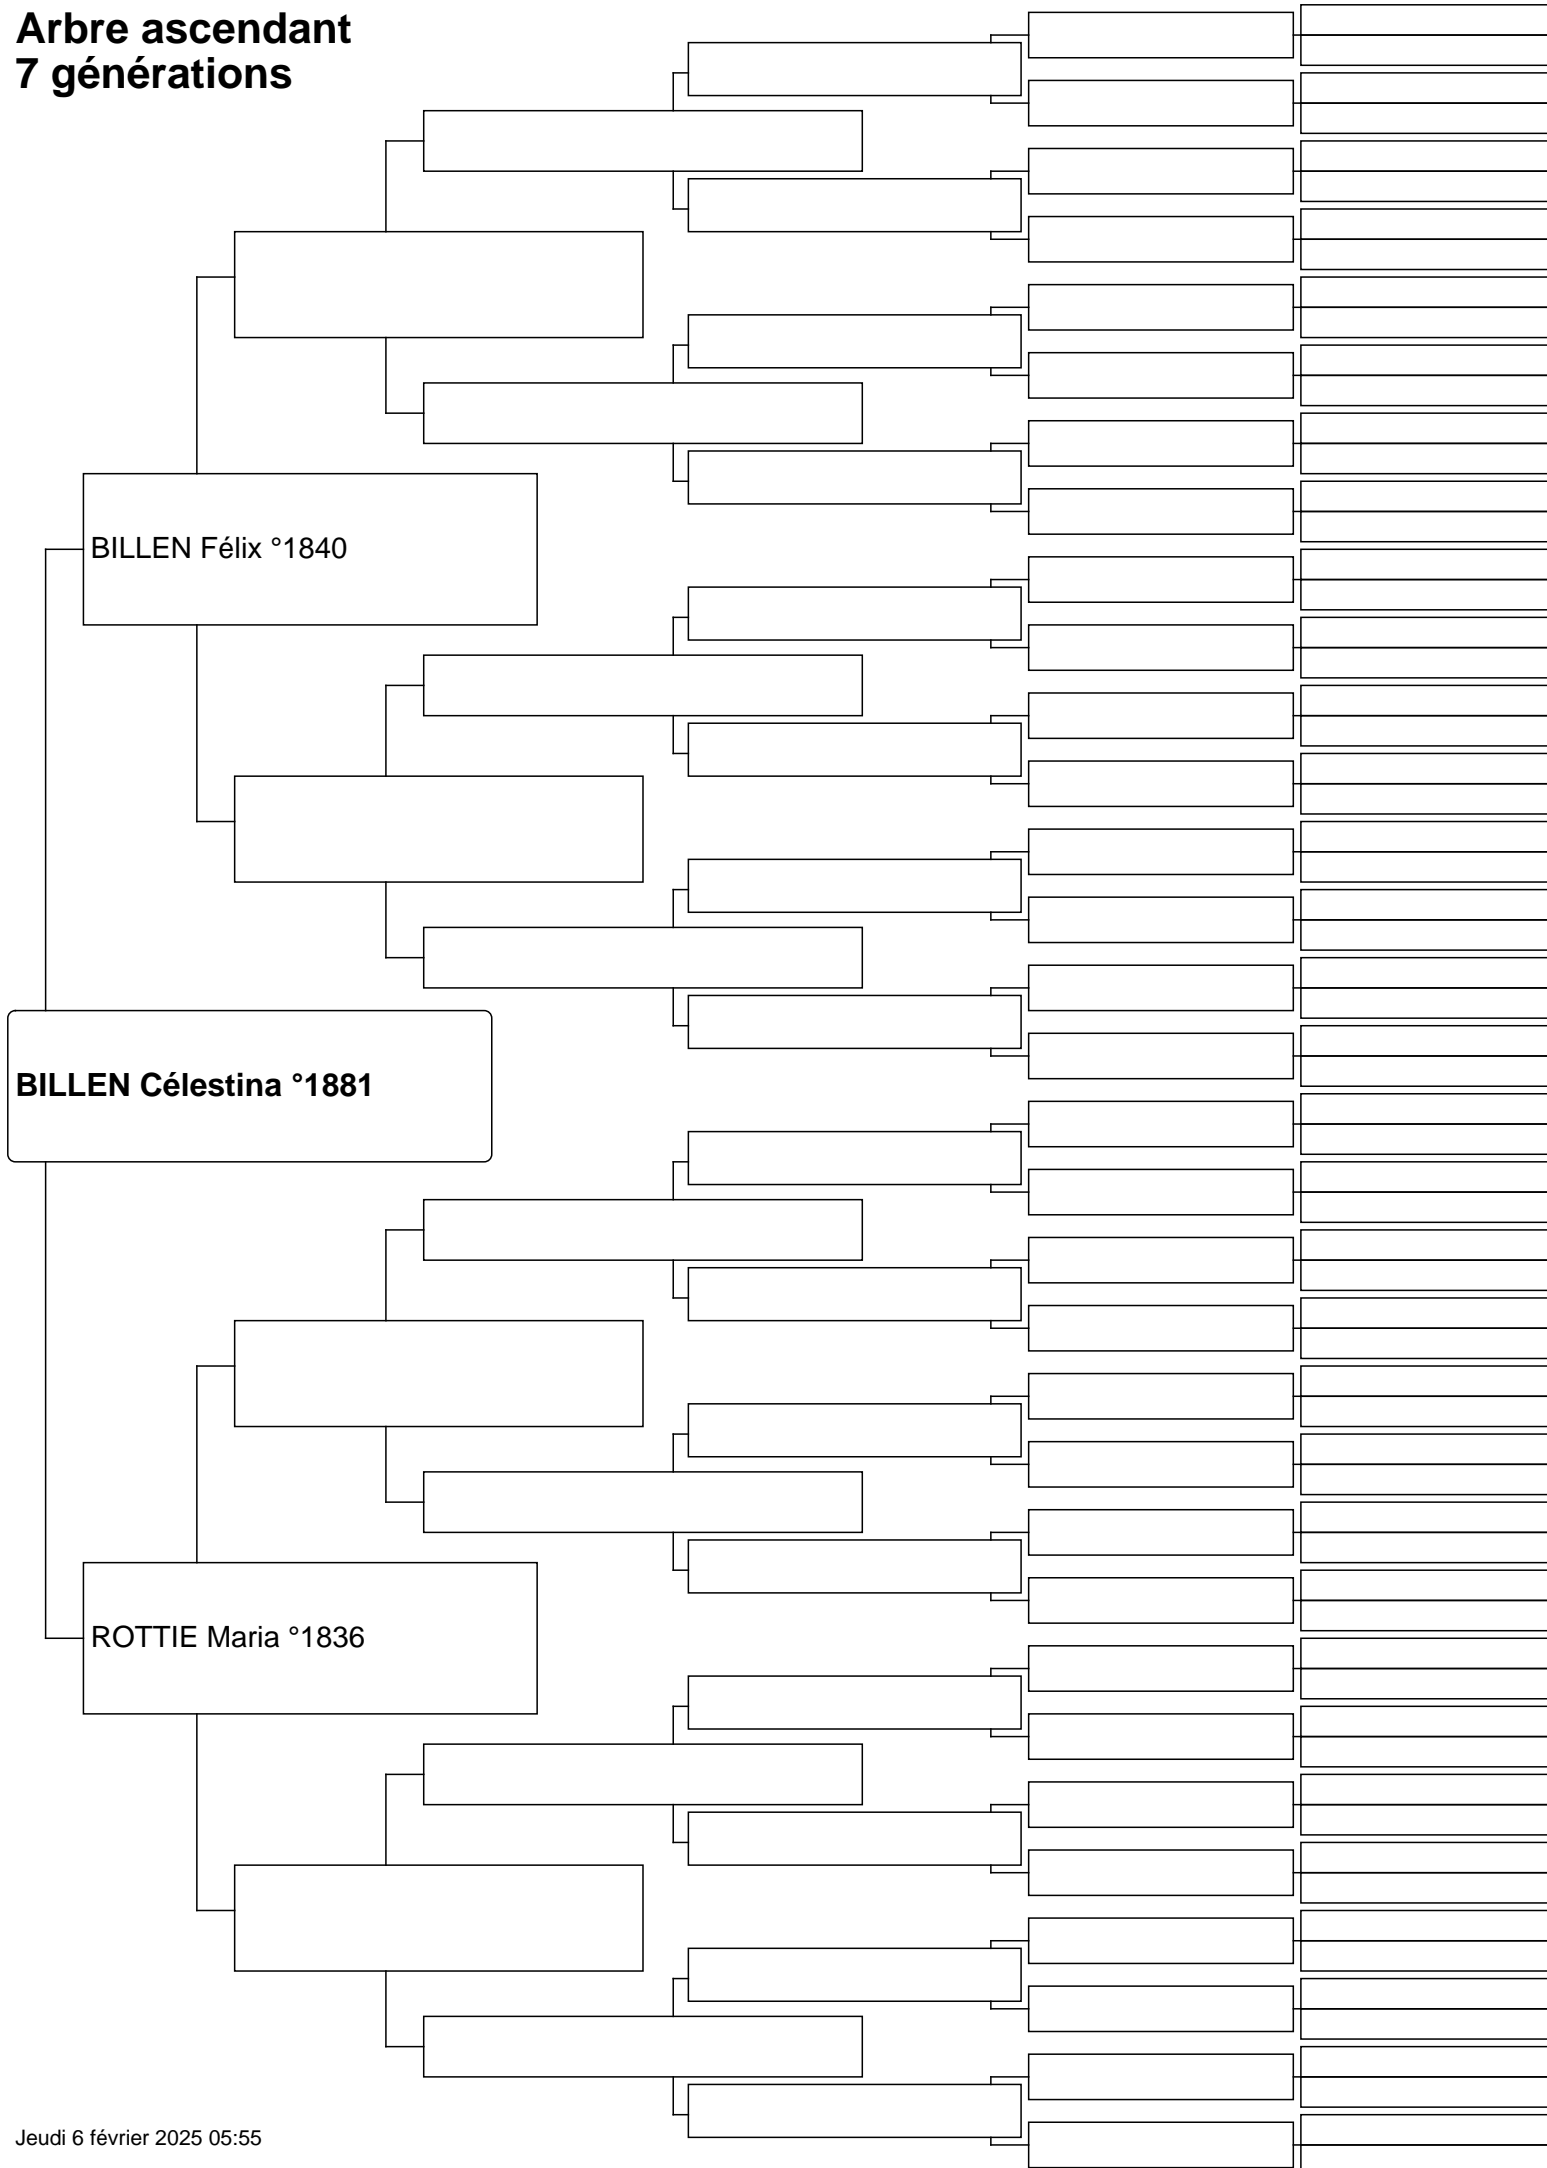 Arbre ascendant
7 générations
BILLEN Félix °1840
BILLEN Célestina °1881
ROTTIE Maria °1836
Jeudi 6 février 2025 05:55